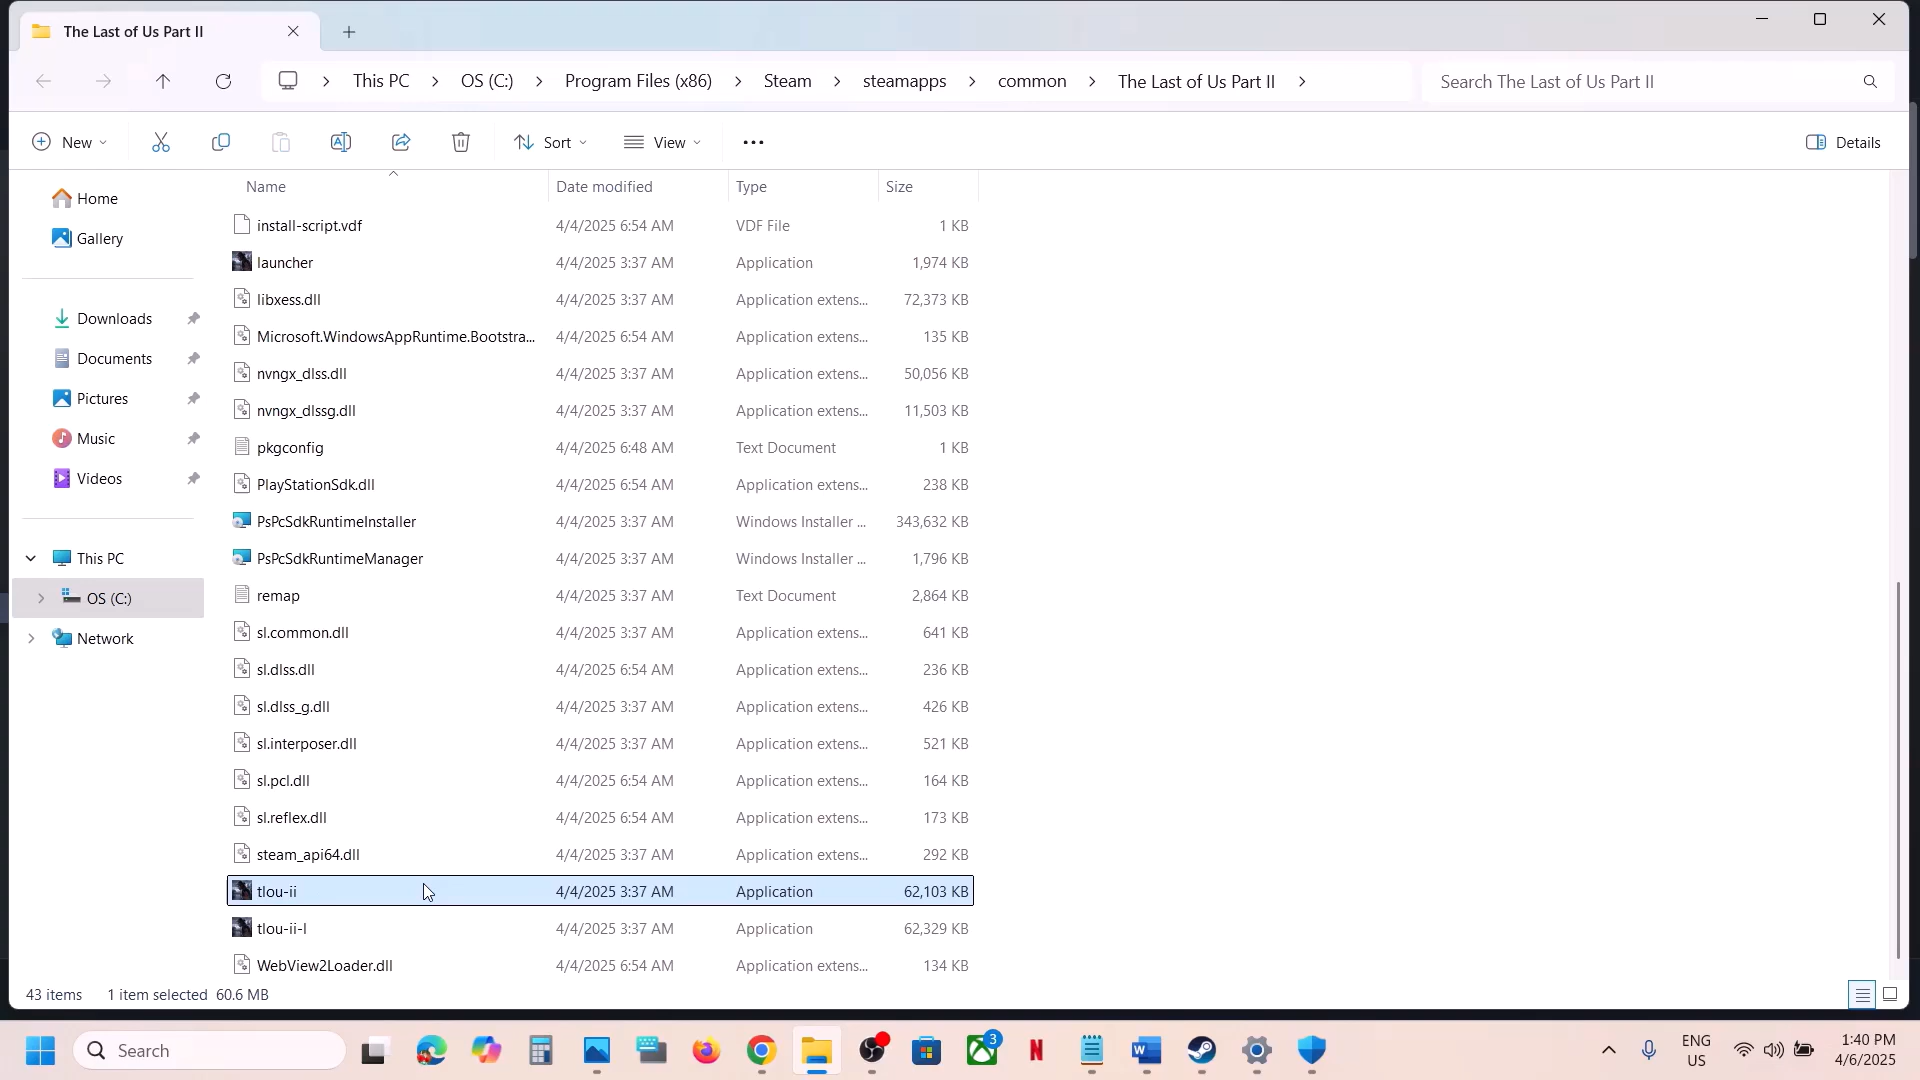 The Last of Us Part II
This PC > OS (C:) > Program Files (x86) > Steam > steamapps > common > The Last of Us Part II >
Search The Last of Us Part II
New
Sort
View
Details
Home
Gallery
Downloads
Documents
Pictures
Music
Videos
This PC
OS (C:)
Network
Name Date modified Type Size
install-script.vdf 4/4/2025 6:54 AM VDF File 1 KB
launcher 4/4/2025 3:37 AM Application 1,974 KB
libxess.dll 4/4/2025 3:37 AM Application extens... 72,373 KB
Microsoft.WindowsAppRuntime.Bootstra... 4/4/2025 6:54 AM Application extens... 135 KB
nvngx_dlss.dll 4/4/2025 3:37 AM Application extens... 50,056 KB
nvngx_dlssg.dll 4/4/2025 3:37 AM Application extens... 11,503 KB
pkgconfig 4/4/2025 6:48 AM Text Document 1 KB
PlayStationSdk.dll 4/4/2025 6:54 AM Application extens... 238 KB
PsPcSdkRuntimeInstaller 4/4/2025 3:37 AM Windows Installer ... 343,632 KB
PsPcSdkRuntimeManager 4/4/2025 3:37 AM Windows Installer ... 1,796 KB
remap 4/4/2025 3:37 AM Text Document 2,864 KB
sl.common.dll 4/4/2025 3:37 AM Application extens... 641 KB
sl.dlss.dll 4/4/2025 6:54 AM Application extens... 236 KB
sl.dlss_g.dll 4/4/2025 3:37 AM Application extens... 426 KB
sl.interposer.dll 4/4/2025 3:37 AM Application extens... 521 KB
sl.pcl.dll 4/4/2025 6:54 AM Application extens... 164 KB
sl.reflex.dll 4/4/2025 6:54 AM Application extens... 173 KB
steam_api64.dll 4/4/2025 3:37 AM Application extens... 292 KB
tlou-ii 4/4/2025 3:37 AM Application 62,103 KB
tlou-ii-l 4/4/2025 3:37 AM Application 62,329 KB
WebView2Loader.dll 4/4/2025 6:54 AM Application extens... 134 KB
43 items 1 item selected 60.6 MB
Search
3
N
W
ENG
US
1:40 PM
4/6/2025